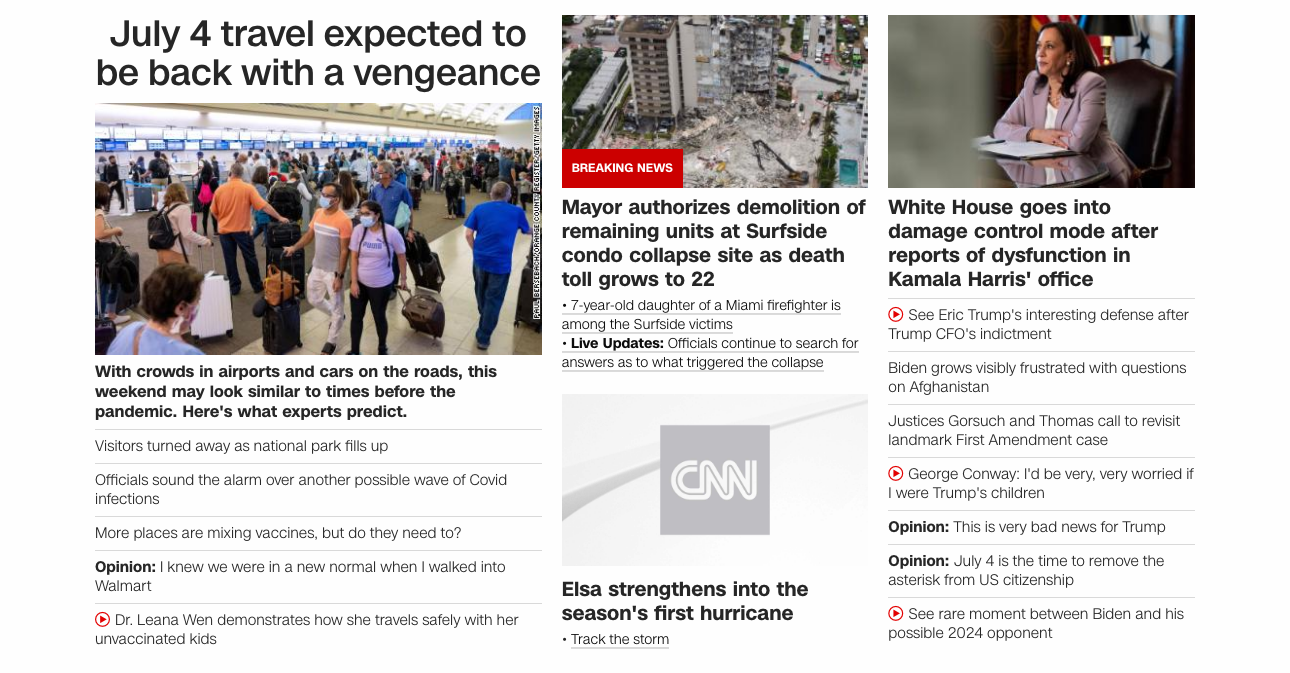 July 4 travel expected to
be back with a vengeance
PAUL BERSEBACH/ORANGE COUNTY REGISTER/GETTY IMAGES
With crowds in airports and cars on the roads, this
weekend may look similar to times before the
pandemic. Here's what experts predict.
Visitors turned away as national park fills up
Officials sound the alarm over another possible wave of Covid
infections
More places are mixing vaccines, but do they need to?
Opinion: I knew we were in a new normal when I walked into
Walmart
Dr. Leana Wen demonstrates how she travels safely with her
unvaccinated kids
BREAKING NEWS
Mayor authorizes demolition of
remaining units at Surfside
condo collapse site as death
toll grows to 22
• 7-year-old daughter of a Miami firefighter is
among the Surfside victims
• Live Updates: Officials continue to search for
answers as to what triggered the collapse
CNN
Elsa strengthens into the
season's first hurricane
• Track the storm
White House goes into
damage control mode after
reports of dysfunction in
Kamala Harris' office
See Eric Trump's interesting defense after
Trump CFO's indictment
Biden grows visibly frustrated with questions
on Afghanistan
Justices Gorsuch and Thomas call to revisit
landmark First Amendment case
George Conway: I'd be very, very worried if
I were Trump's children
Opinion: This is very bad news for Trump
Opinion: July 4 is the time to remove the
asterisk from US citizenship
See rare moment between Biden and his
possible 2024 opponent